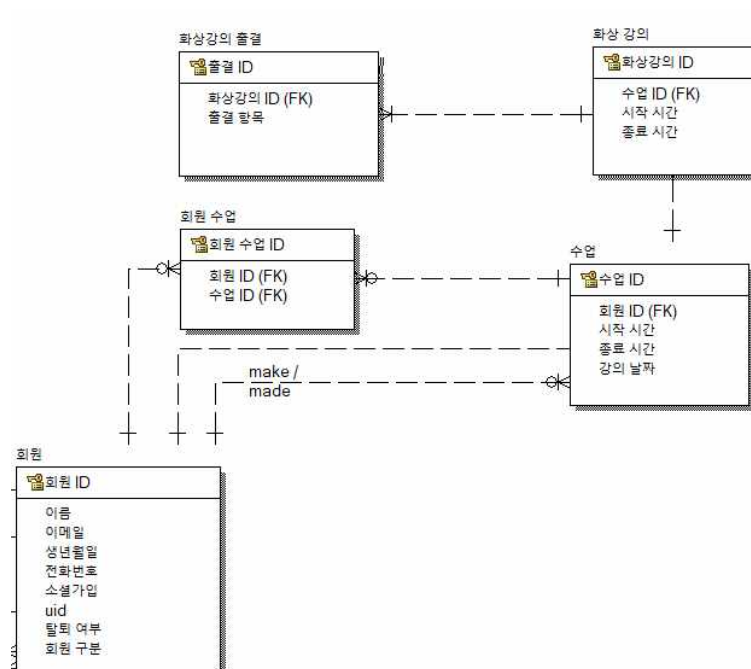 화상강의 출결
출결 ID
화상강의 ID (FK)
출결 항목
화상 강의
화상강의 ID
수업 ID (FK)
시작 시간
종료 시간
회원 수업
회원 수업 ID
회원 ID (FK)
수업 ID (FK)
수업
수업 ID
회원 ID (FK)
시작 시간
종료 시간
강의 날짜
make /
made
회원
회원 ID
이름
이메일
생년월일
전화번호
소셜가입
uid
탈퇴 여부
회원 구분